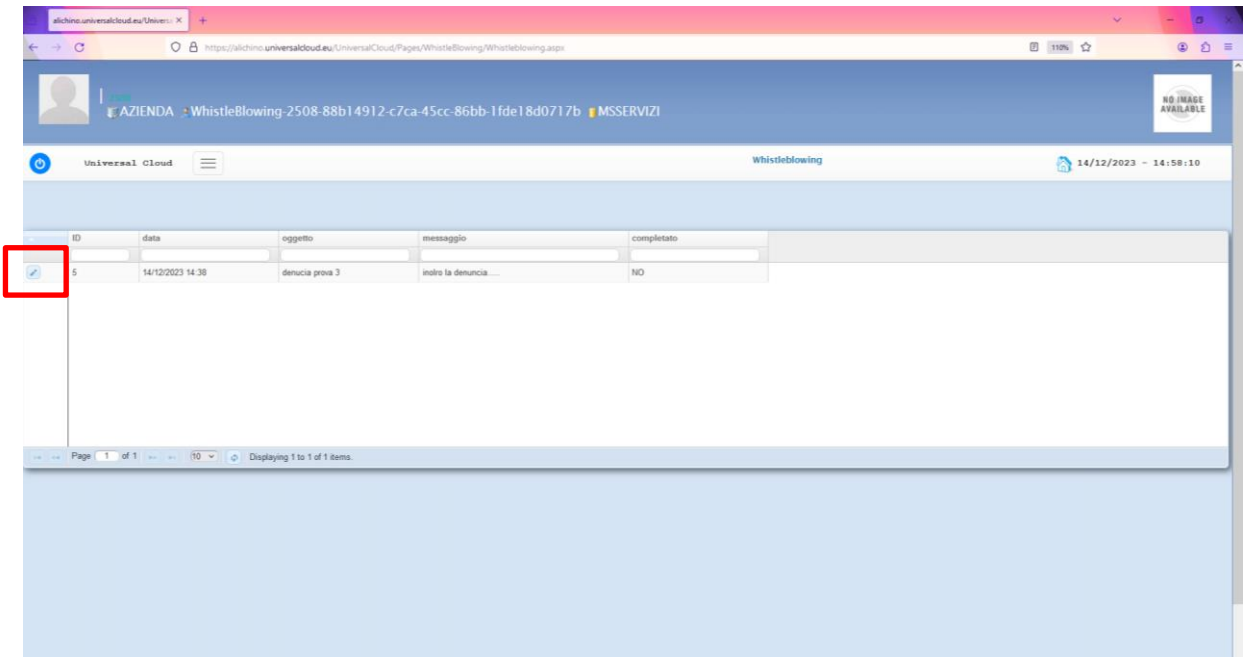 alichino.universalcloud.eu/Univers
https://alichino.universalcloud.eu/UniversalCloud/Pages/WhistleBlowing/Whistleblowing.aspx
110%
AZIENDA WhistleBlowing-2508-88b14912-c7ca-45cc-86bb-1fde18d0717b MSSERVIZI
NO IMAGE
AVAILABLE
Universal Cloud
Whistleblowing
14/12/2023 - 14:58:10
ID data oggetto messaggio completato
5 14/12/2023 14:38 denucia prova 3 inolro la denuncia..... NO
Page 1 of 1 10 Displaying 1 to 1 of 1 items.